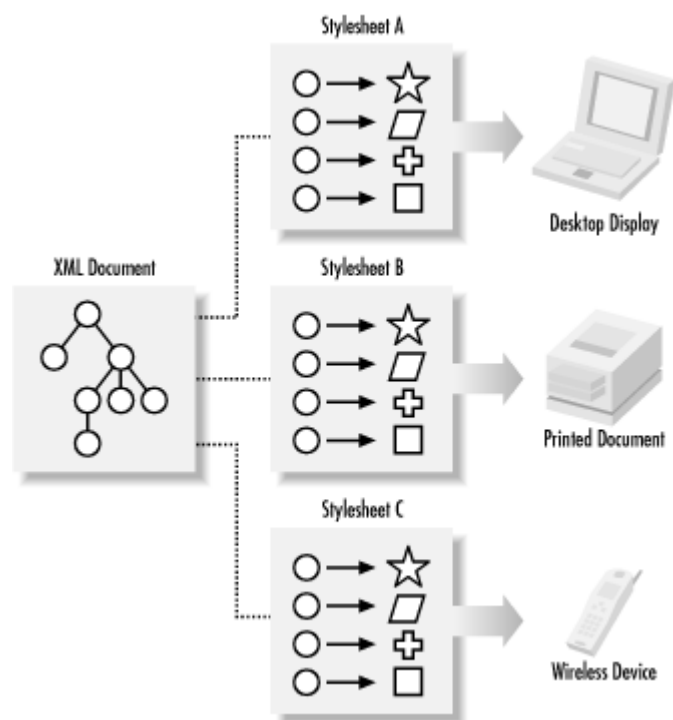 Stylesheet A
Desktop Display
XML Document
Stylesheet B
Printed Document
Stylesheet C
Wireless Device